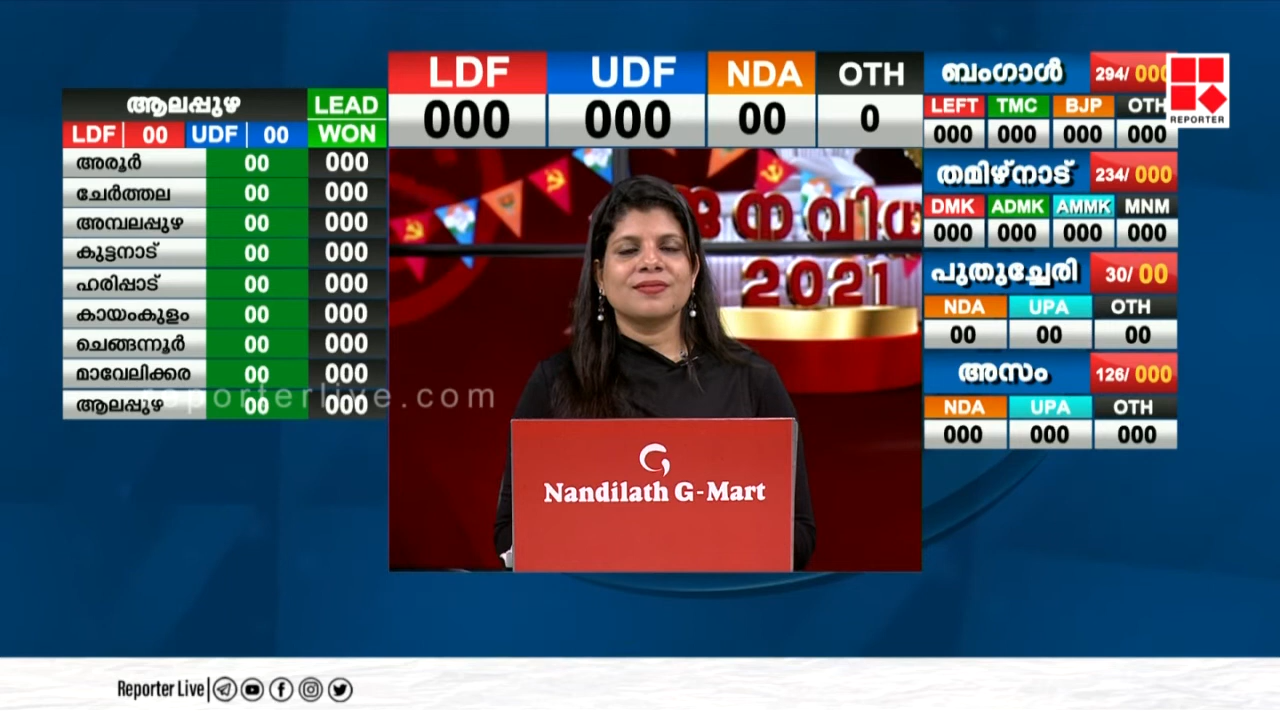 ആലപ്പുഴ LEAD
LDF 00 UDF 00 WON
അരൂർ 00 000
ചേർത്തല 00 000
അമ്പലപ്പുഴ 00 000
കുട്ടനാട് 00 000
ഹരിപ്പാട് 00 000
കായംകുളം 00 000
ചെങ്ങന്നൂർ 00 000
മാവേലിക്കര 00 000
ആലപ്പുഴ 00 000
reporterlive.com
LDF UDF NDA OTH
000 000 00 0
ജനവിധി
2021
Nandilath G-Mart
ബംഗാൾ 294/ 000
LEFT TMC BJP OTH
000 000 000 000
തമിഴ്നാട് 234/ 000
DMK ADMK AMMK MNM
000 000 000 000
പുതുച്ചേരി 30/ 00
NDA UPA OTH
00 00 00
അസം 126/ 000
NDA UPA OTH
000 000 000
REPORTER
Reporter Live